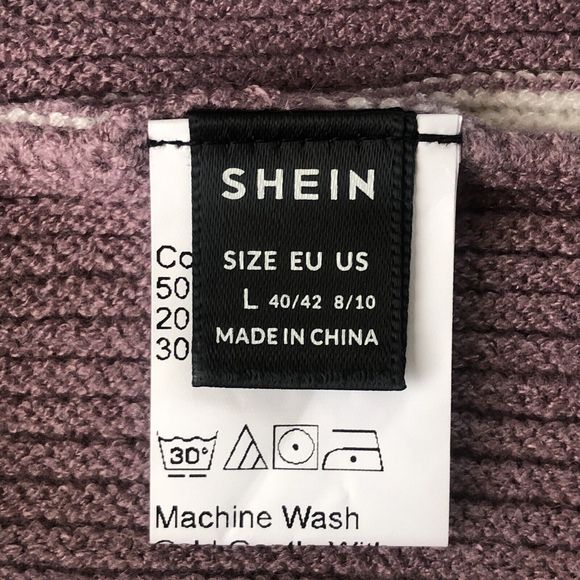 SHEIN
SIZE EU US
L 40/42 8/10
MADE IN CHINA
Co
50
20
30
30°
Machine Wash